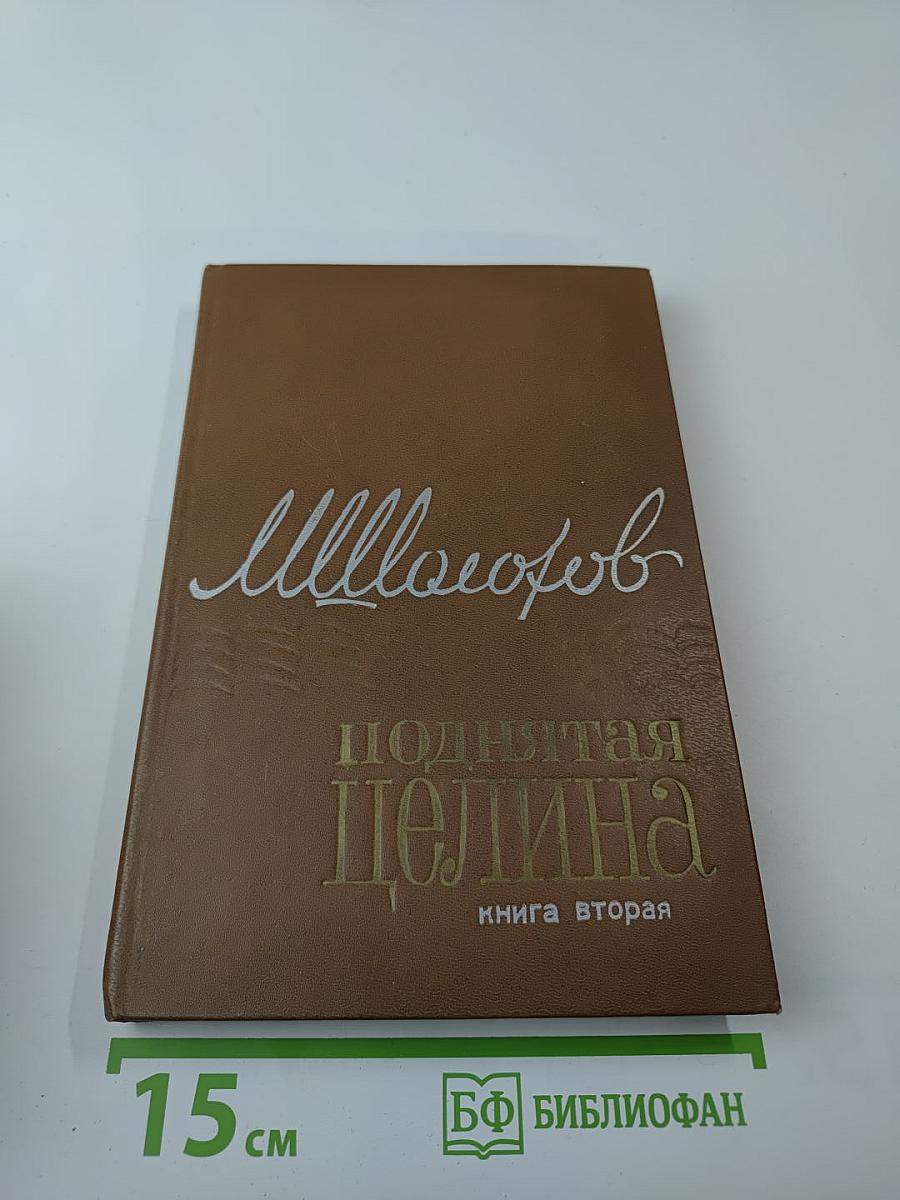 М Шолохов
поднятая
целина
книга вторая
15 см
БФ БИБЛИОФАН